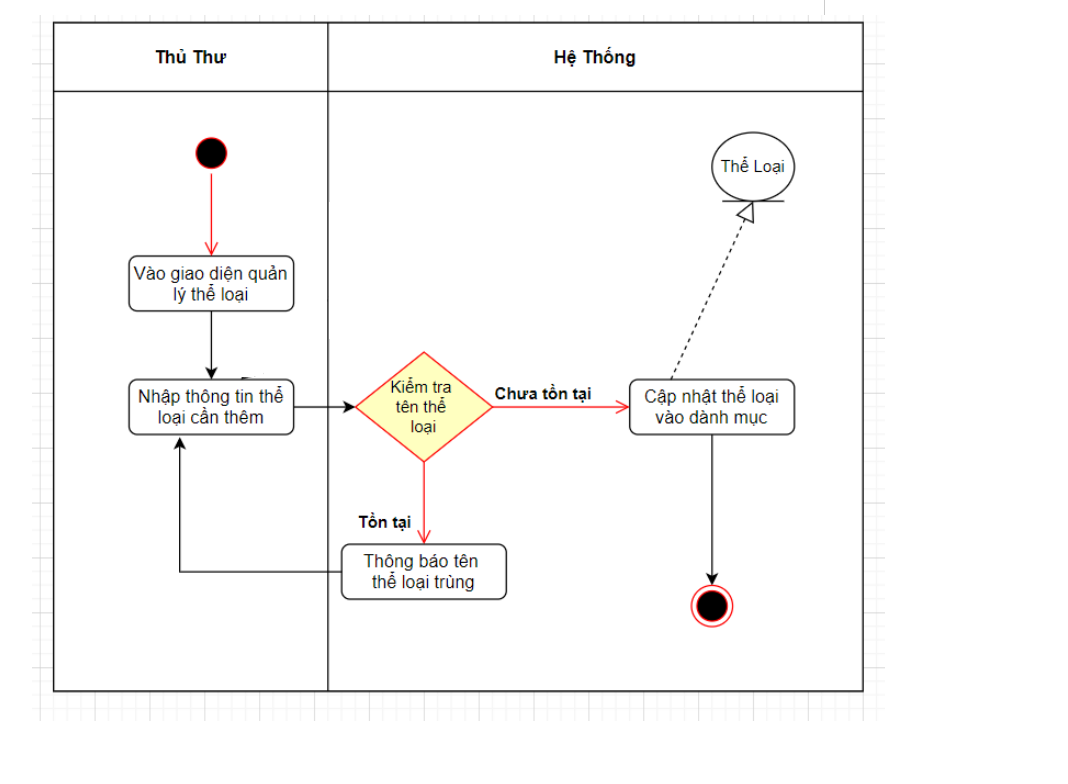 Thủ Thư
Hệ Thống
Thể Loại
Vào giao diện quản
lý thể loại
Nhập thông tin thể
loại cần thêm
Kiểm tra
tên thể
loại
Chưa tồn tại
Cập nhật thể loại
vào dành mục
Tồn tại
Thông báo tên
thể loại trùng